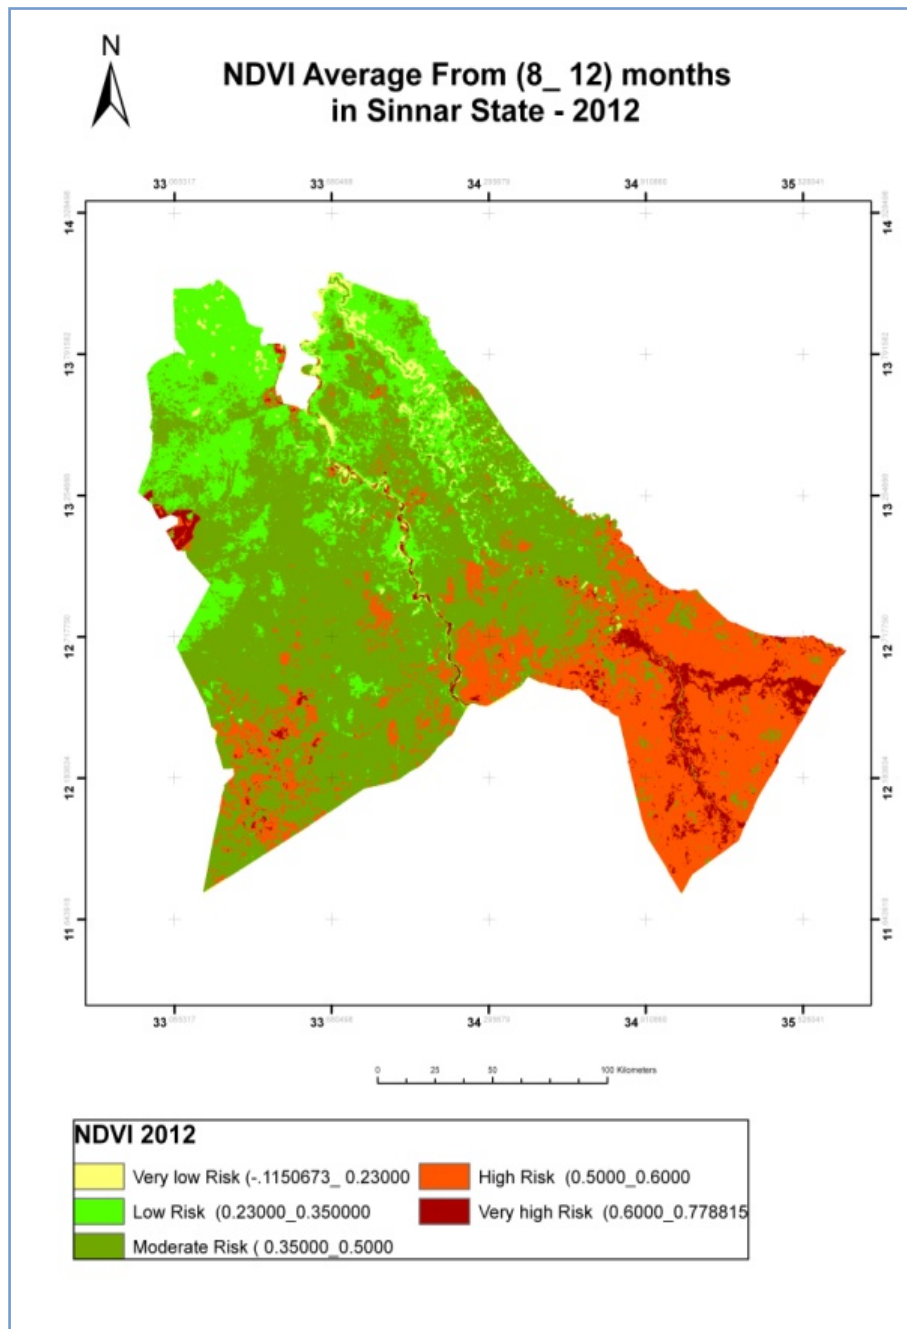 N
NDVI Average From (8_ 12) months
in Sinnar State - 2012
33 34 34 35
33
14
13
13
12
12
11
14
13
13
12
12
11
33 33 34 34 35
0 25 50 100 Kilometers
NDVI 2012
Very low Risk (-.1150673_ 0.23000
High Risk (0.5000_0.6000
Low Risk (0.23000_0.350000
Very high Risk (0.6000_0.778815
Moderate Risk ( 0.35000_0.5000